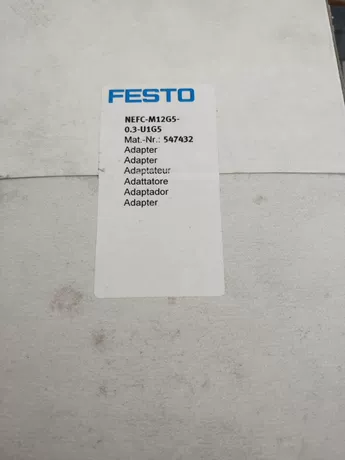 FESTO
NEFC-M12G5-
0.3-U1G5
Mat.-Nr.: 547432
Adapter
Adapter
Adaptateur
Adattatore
Adaptador
Adapter